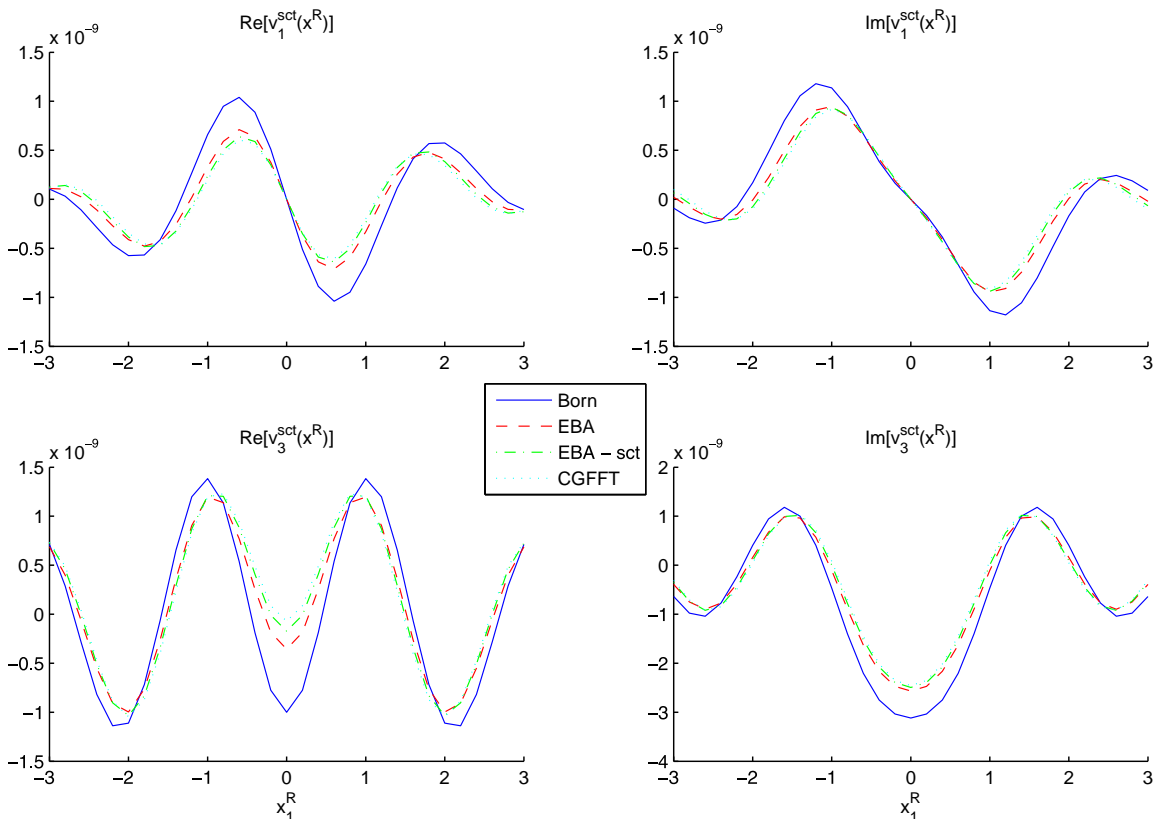 Re[v₁ˢᶜᵗ(xᴿ)]
x 10⁻⁹
1.5
1
0.5
0
−0.5
−1
−1.5
−3 −2 −1 0 1 2 3
Im[v₁ˢᶜᵗ(xᴿ)]
x 10⁻⁹
1.5
1
0.5
0
−0.5
−1
−1.5
−3 −2 −1 0 1 2 3
Born
EBA
EBA − sct
CGFFT
Re[v₃ˢᶜᵗ(xᴿ)]
x 10⁻⁹
1.5
1
0.5
0
−0.5
−1
−1.5
−3 −2 −1 0 1 2 3
x₁ᴿ
Im[v₃ˢᶜᵗ(xᴿ)]
x 10⁻⁹
2
1
0
−1
−2
−3
−4
−3 −2 −1 0 1 2 3
x₁ᴿ